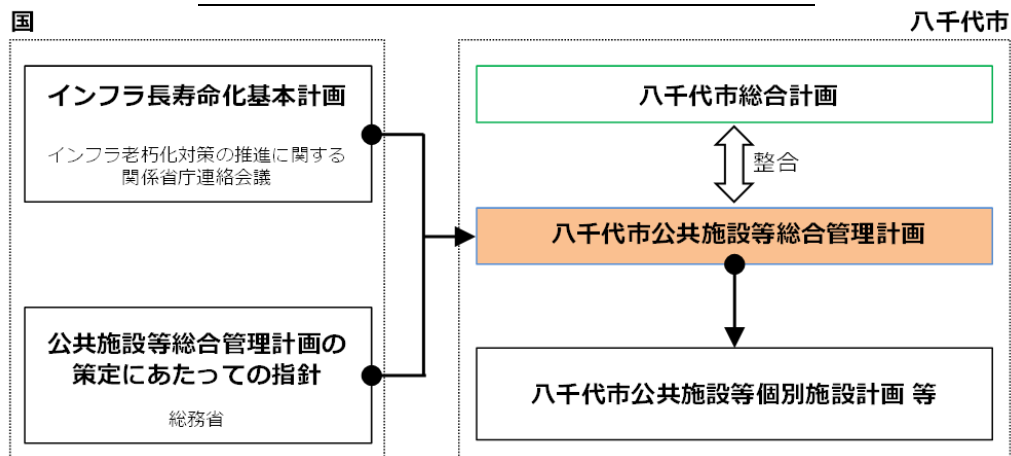 国
インフラ長寿命化基本計画
インフラ老朽化対策の推進に関する
関係省庁連絡会議
公共施設等総合管理計画の
策定にあたっての指針
総務省
八千代市
八千代市総合計画
整合
八千代市公共施設等総合管理計画
八千代市公共施設等個別施設計画 等